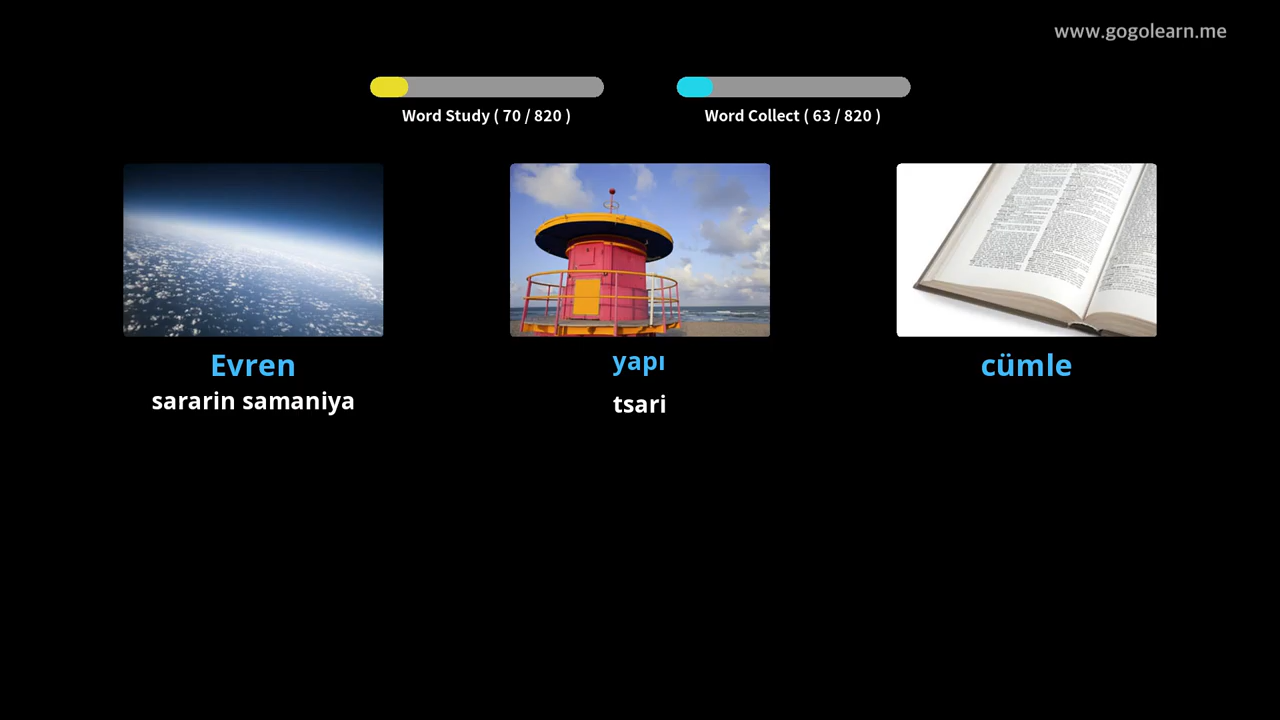 www.gogolearn.me
Word Study ( 70 / 820 )
Word Collect ( 63 / 820 )
Evren
yapı
cümle
sararin samaniya
tsari